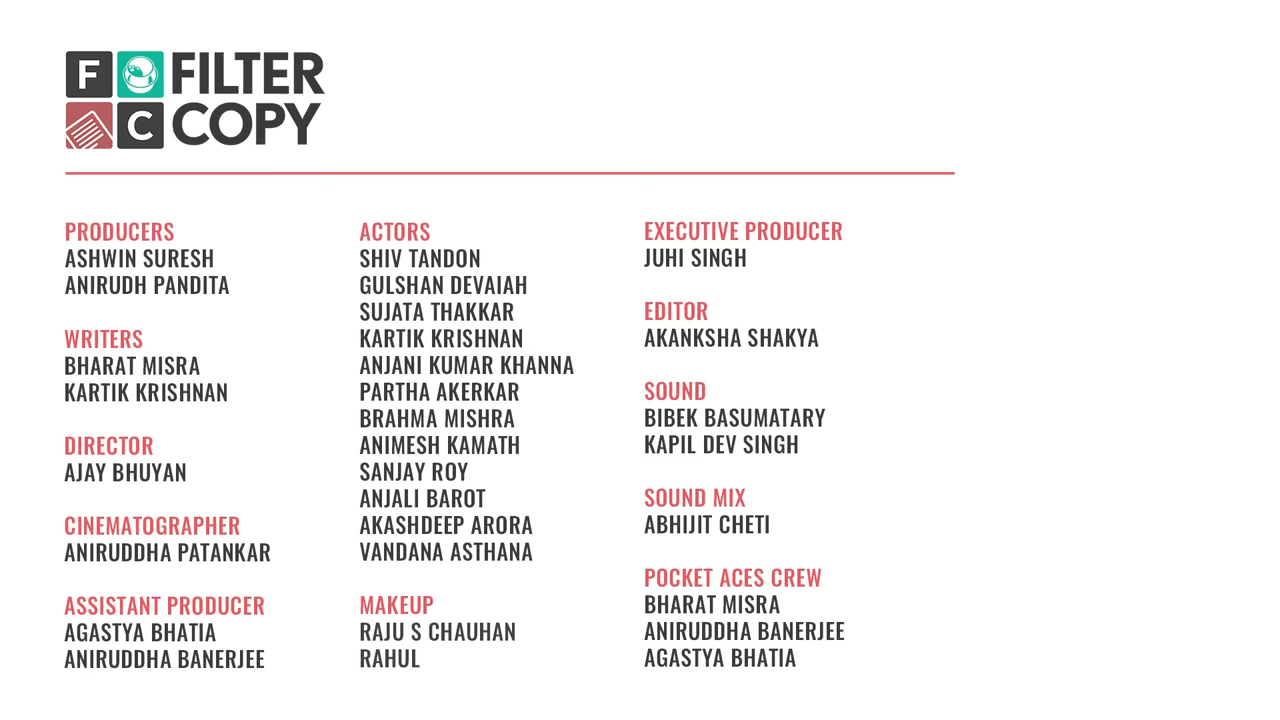 F FILTER
C COPY
PRODUCERS
ASHWIN SURESH
ANIRUDH PANDITA
WRITERS
BHARAT MISRA
KARTIK KRISHNAN
DIRECTOR
AJAY BHUYAN
CINEMATOGRAPHER
ANIRUDDHA PATANKAR
ASSISTANT PRODUCER
AGASTYA BHATIA
ANIRUDDHA BANERJEE
ACTORS
SHIV TANDON
GULSHAN DEVAIAH
SUJATA THAKKAR
KARTIK KRISHNAN
ANJANI KUMAR KHANNA
PARTHA AKERKAR
BRAHMA MISHRA
ANIMESH KAMATH
SANJAY ROY
ANJALI BAROT
AKASHDEEP ARORA
VANDANA ASTHANA
MAKEUP
RAJU S CHAUHAN
RAHUL
EXECUTIVE PRODUCER
JUHI SINGH
EDITOR
AKANKSHA SHAKYA
SOUND
BIBEK BASUMATARY
KAPIL DEV SINGH
SOUND MIX
ABHIJIT CHETI
POCKET ACES CREW
BHARAT MISRA
ANIRUDDHA BANERJEE
AGASTYA BHATIA